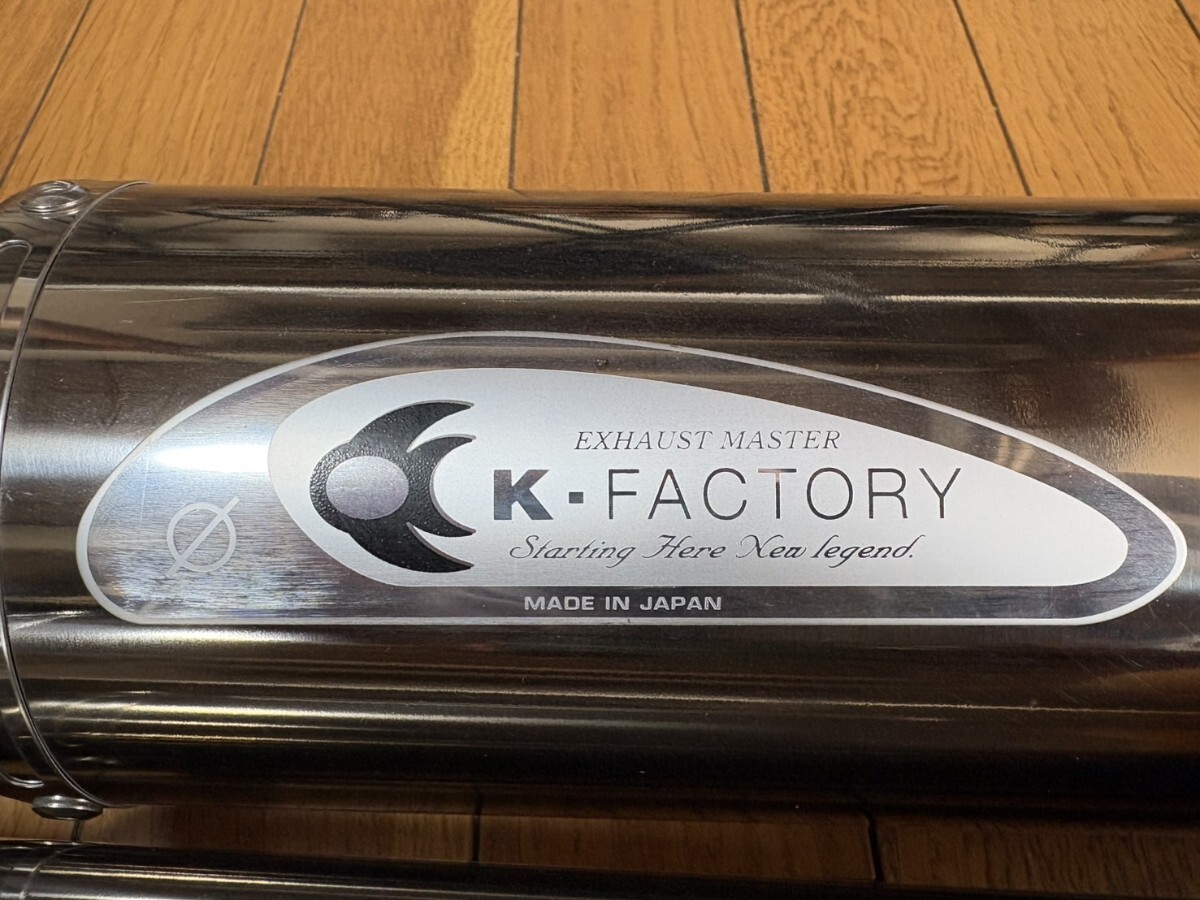 EXHAUST MASTER
K-FACTORY
Starting Here New legend.
MADE IN JAPAN